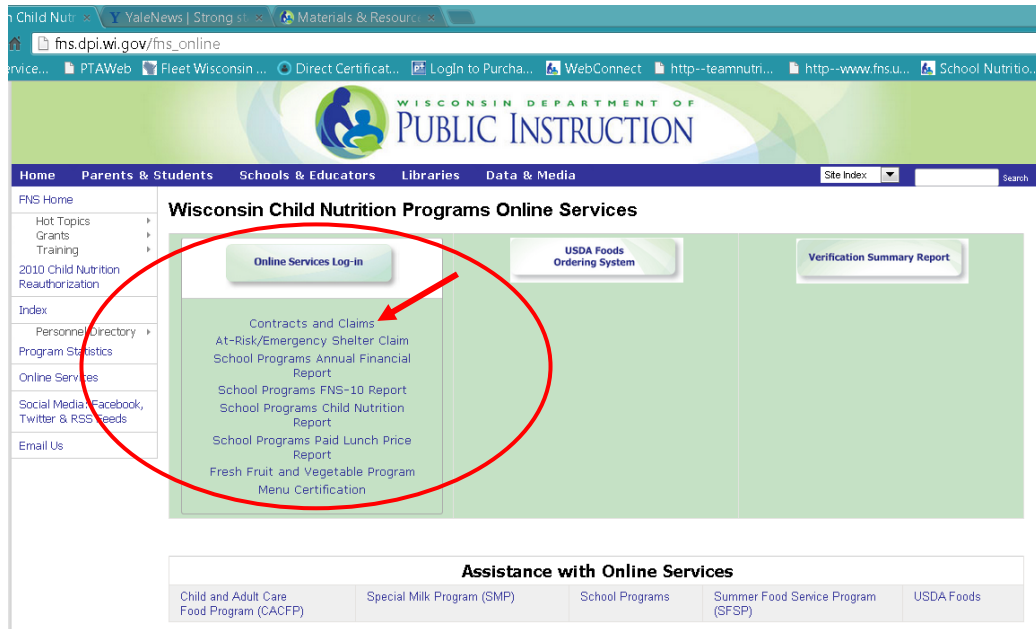 n Child Nutr
YaleNews | Strong st
Materials & Resourc
fns.dpi.wi.gov/fns_online
ervice...
PTAWeb
Fleet Wisconsin ...
Direct Certificat...
LogIn to Purcha...
WebConnect
http--teamnutri...
http--www.fns.u...
School Nutritio...
WISCONSIN DEPARTMENT OF
PUBLIC INSTRUCTION
Home Parents & Students Schools & Educators Libraries Data & Media
Site Index
Search
FNS Home
Hot Topics
Grants
Training
2010 Child Nutrition
Reauthorization
Index
Personnel Directory
Program Statistics
Online Services
Social Media: Facebook,
Twitter & RSS Feeds
Email Us
Wisconsin Child Nutrition Programs Online Services
Online Services Log-in
Contracts and Claims
At-Risk/Emergency Shelter Claim
School Programs Annual Financial
Report
School Programs FNS-10 Report
School Programs Child Nutrition
Report
School Programs Paid Lunch Price
Report
Fresh Fruit and Vegetable Program
Menu Certification
USDA Foods
Ordering System
Verification Summary Report
Assistance with Online Services
Child and Adult Care
Food Program (CACFP)
Special Milk Program (SMP)
School Programs
Summer Food Service Program
(SFSP)
USDA Foods